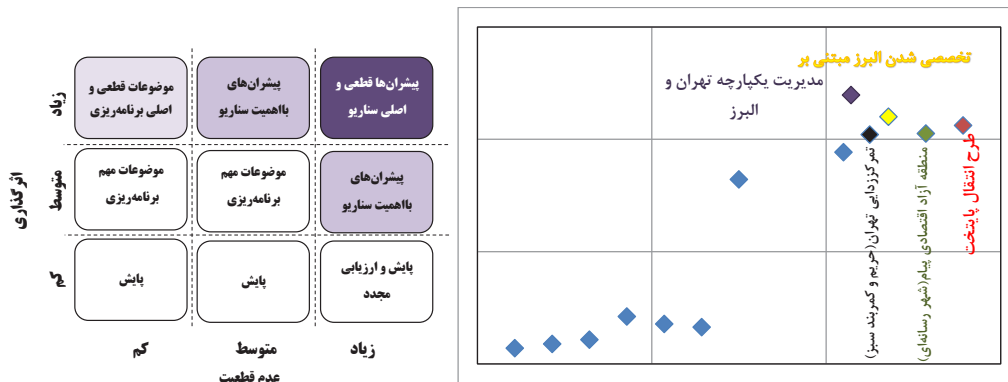 پیشران‌ها قطعی و
اصلی سناریو
پیشران‌های
بااهمیت سناریو
موضوعات قطعی و
اصلی برنامه‌ریزی
زیاد
پیشران‌های
بااهمیت سناریو
موضوعات مهم
برنامه‌ریزی
موضوعات مهم
برنامه‌ریزی
متوسط
اثرگذاری
پایش و ارزیابی
مجدد
پایش
پایش
کم
زیاد
متوسط
کم
عدم قطعیت
تخصصی شدن البرز مبتنی بر
مدیریت یکپارچه تهران و
البرز
تمرکززدایی تهران(حریم و کمربند سبز)
منطقه آزاد اقتصادی پیام(شهر رسانه‌ای)
طرح انتقال پایتخت